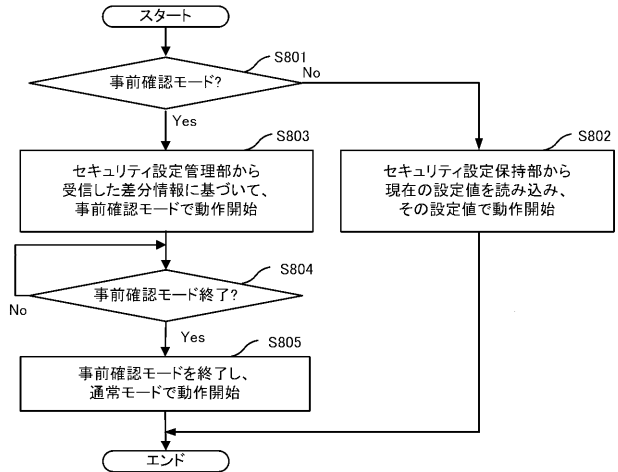 スタート
S801
事前確認モード?
No
Yes
S803
セキュリティ設定管理部から
受信した差分情報に基づいて、
事前確認モードで動作開始
S802
セキュリティ設定保持部から
現在の設定値を読み込み、
その設定値で動作開始
S804
事前確認モード終了?
No
Yes
S805
事前確認モードを終了し、
通常モードで動作開始
エンド